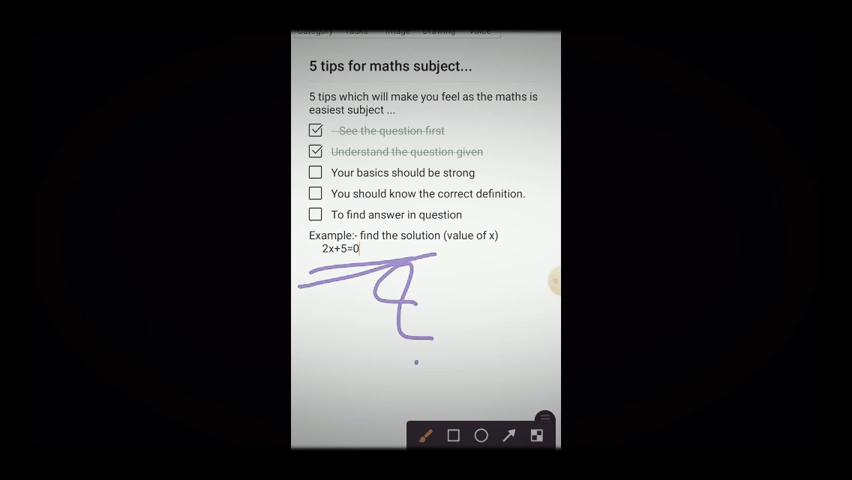 5 tips for maths subject...
5 tips which will make you feel as the maths is
easiest subject ...
--See the question first
Understand the question given
Your basics should be strong
You should know the correct definition.
To find answer in question
Example:- find the solution (value of x)
2x+5=0